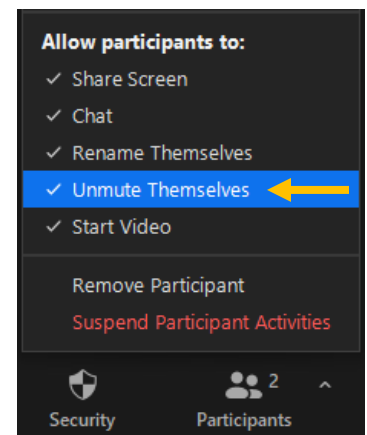 Allow participants to:
Share Screen
Chat
Rename Themselves
Unmute Themselves
Start Video
Remove Participant
Suspend Participant Activities
2
Security Participants